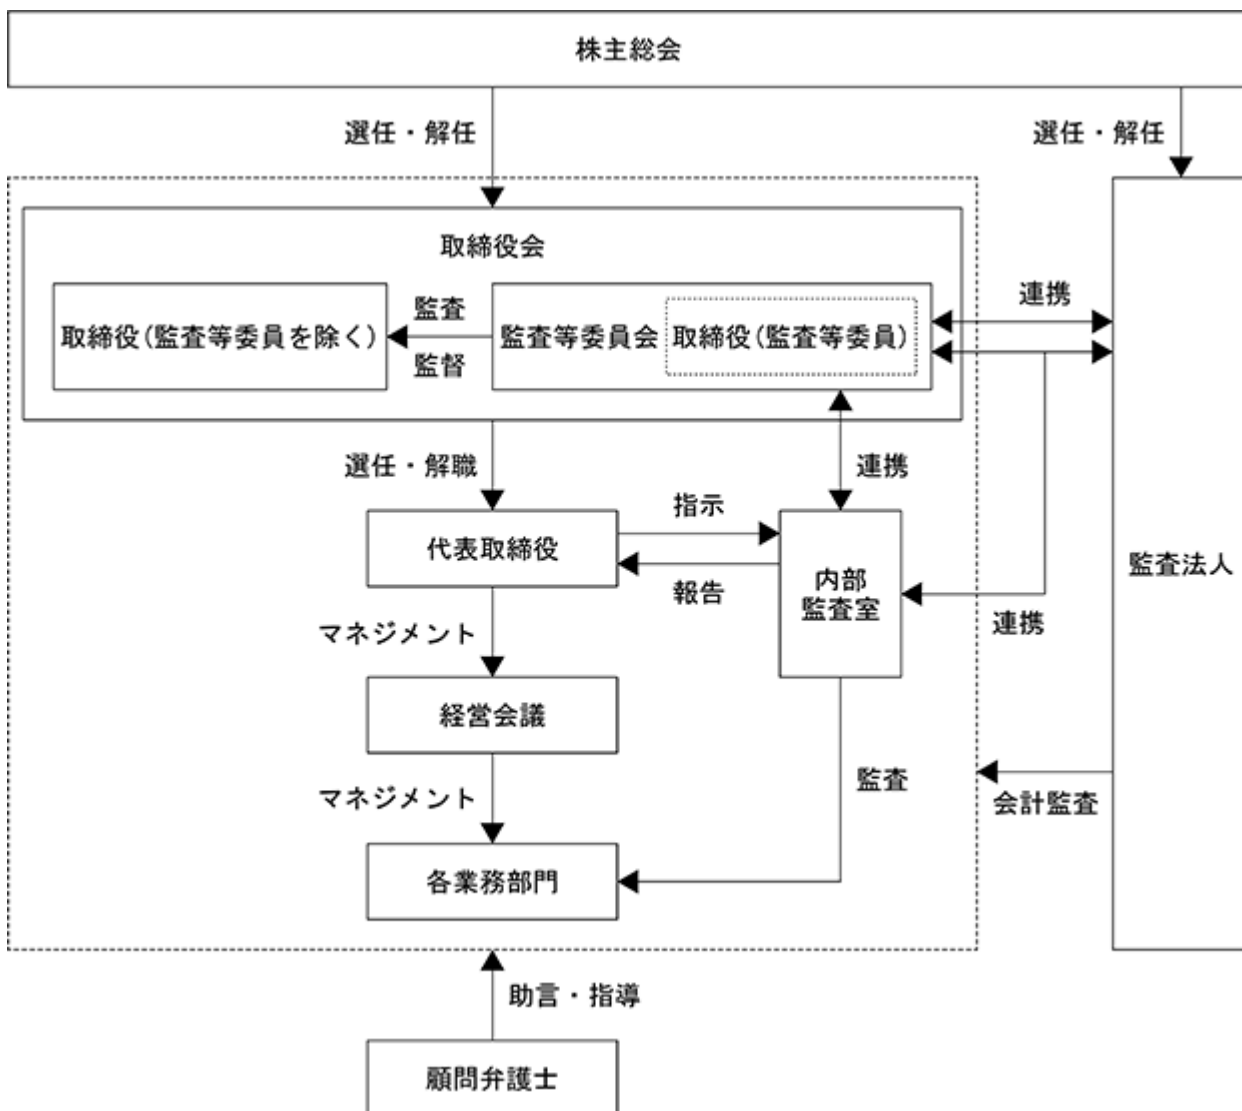 株主総会
選任・解任
選任・解任
取締役会
取締役(監査等委員を除く)
監査
監督
監査等委員会
取締役(監査等委員)
連携
選任・解職
連携
代表取締役
指示
報告
内部
監査室
監査法人
連携
マネジメント
経営会議
マネジメント
監査
会計監査
各業務部門
助言・指導
顧問弁護士